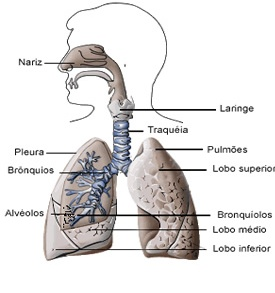 Nariz
Laringe
Traquéia
Pleura
Pulmões
Brônquios
Lobo superior
Alvéolos
Bronquíolos
Lobo médio
Lobo inferior